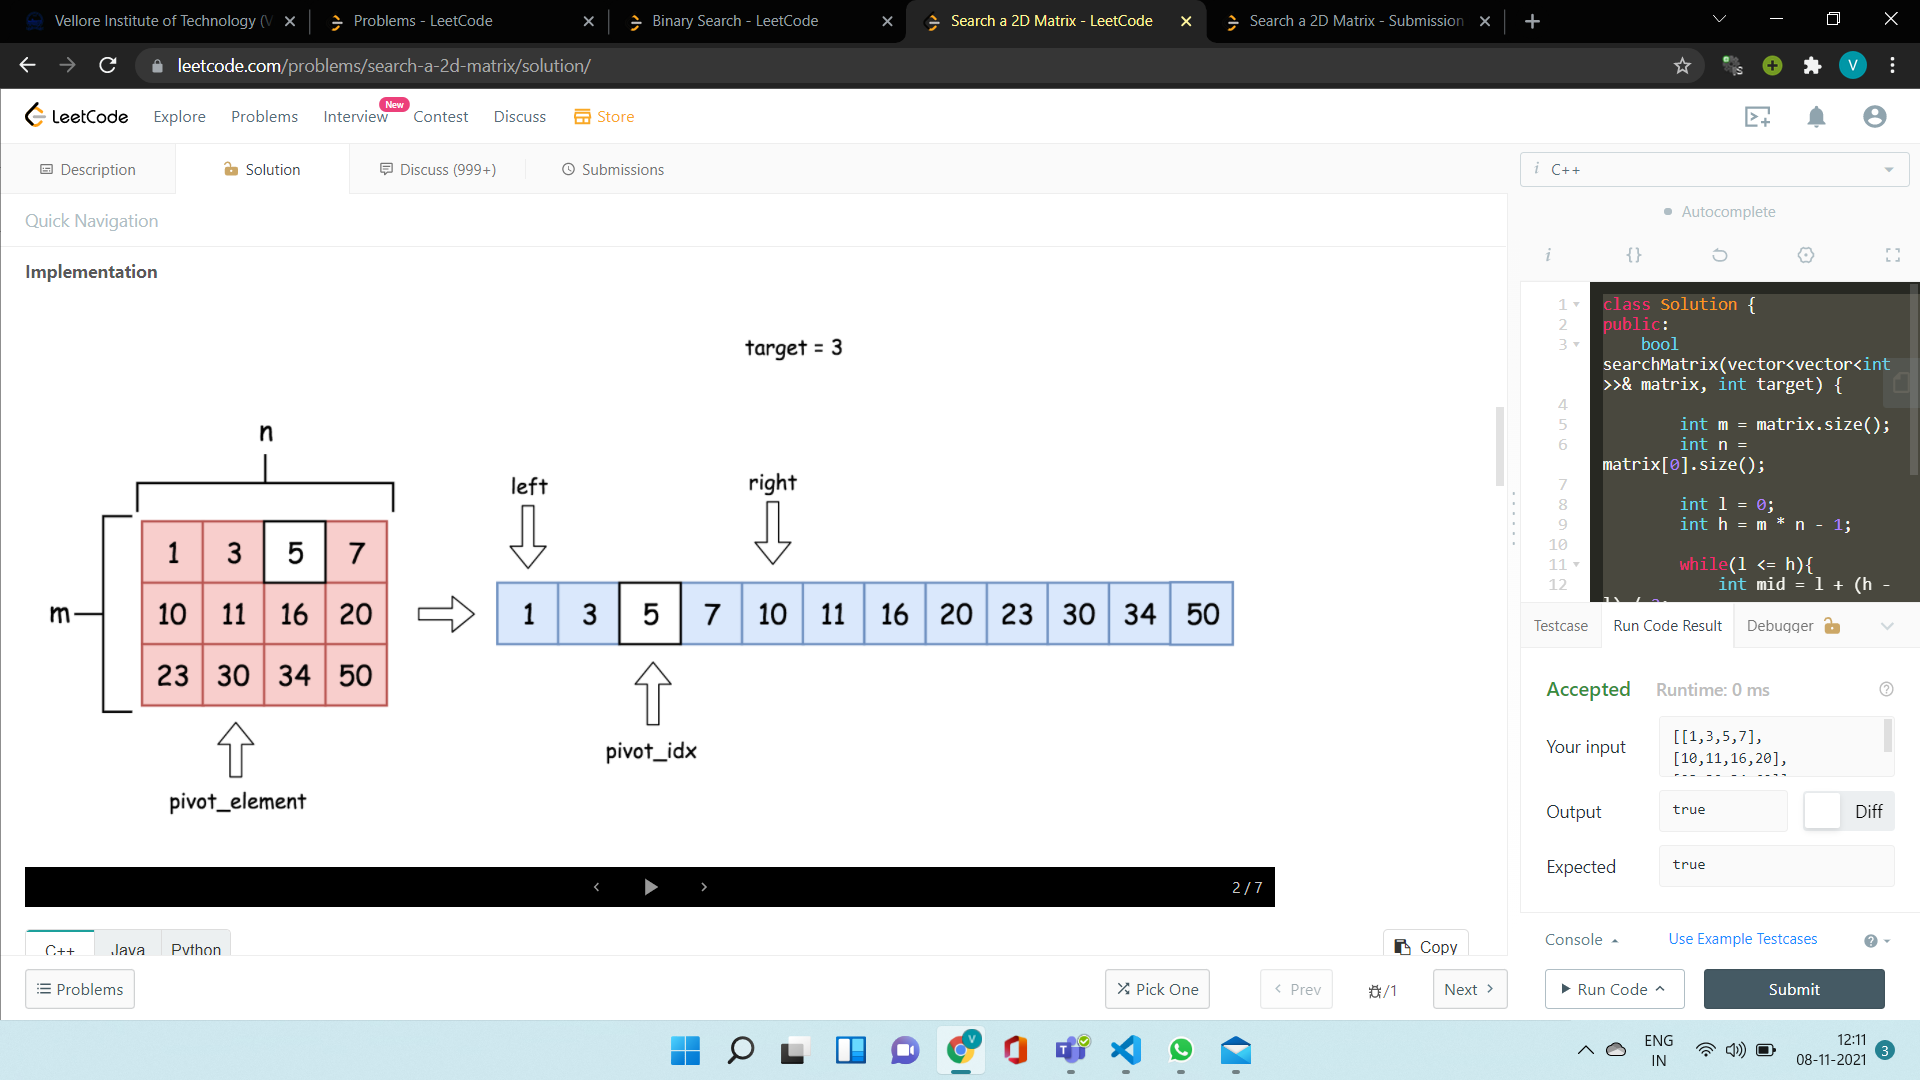 Vellore Institute of Technology (V
Problems - LeetCode
Binary Search - LeetCode
Search a 2D Matrix - LeetCode
Search a 2D Matrix - Submission
leetcode.com/problems/search-a-2d-matrix/solution/
V
LeetCode
Explore
Problems
Interview
New
Contest
Discuss
Store
Description
Solution
Discuss (999+)
Submissions
i C++
Quick Navigation
Autocomplete
i {}
Implementation
target = 3
n
m
1 3 5 7
10 11 16 20
23 30 34 50
pivot_element
left
right
1 3 5 7 10 11 16 20 23 30 34 50
pivot_idx
2 / 7
C++
Java
Python
Copy
1 class Solution {
2 public:
3 bool
searchMatrix(vector<vector<int
>>& matrix, int target) {
4
5 int m = matrix.size();
6 int n =
matrix[0].size();
7
8 int l = 0;
9 int h = m * n - 1;
10
11 while(l <= h){
12 int mid = l + (h -
Testcase
Run Code Result
Debugger
Accepted
Runtime: 0 ms
Your input
[[1,3,5,7],
[10,11,16,20],
Output
true
Diff
Expected
true
Console
Use Example Testcases
Problems
Pick One
Prev
/1
Next
Run Code
Submit
V
T
ENG
IN
12:11
08-11-2021
3